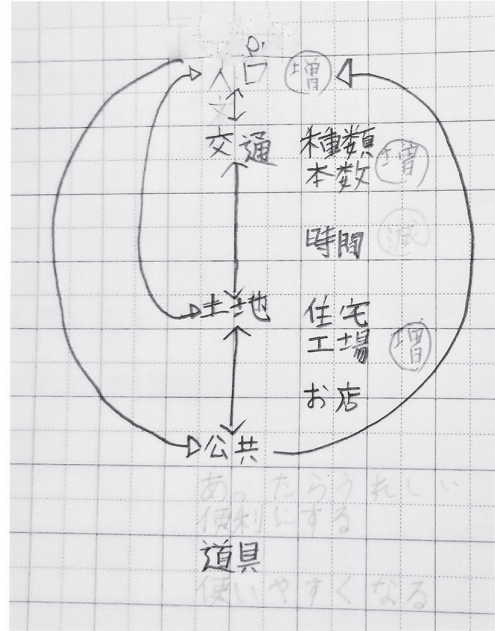 人口 増
交通 種類
本数 増
時間 減
土地 住宅
工場 増
お店
公共
あったらうれしい
便利にする
道具
使いやすくなる